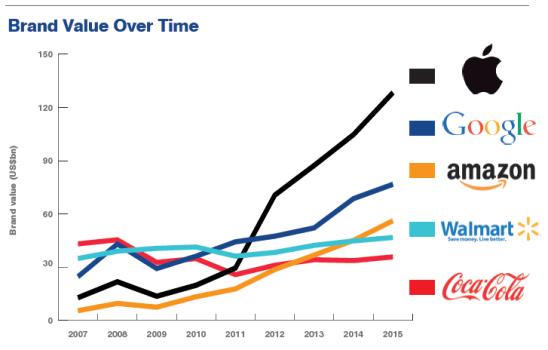 Brand Value Over Time
150
120
90
60
30
0
Brand value (US$bn)
2007 2008 2009 2010 2011 2012 2013 2014 2015
Google
amazon
Walmart
Save money. Live better.
Coca-Cola